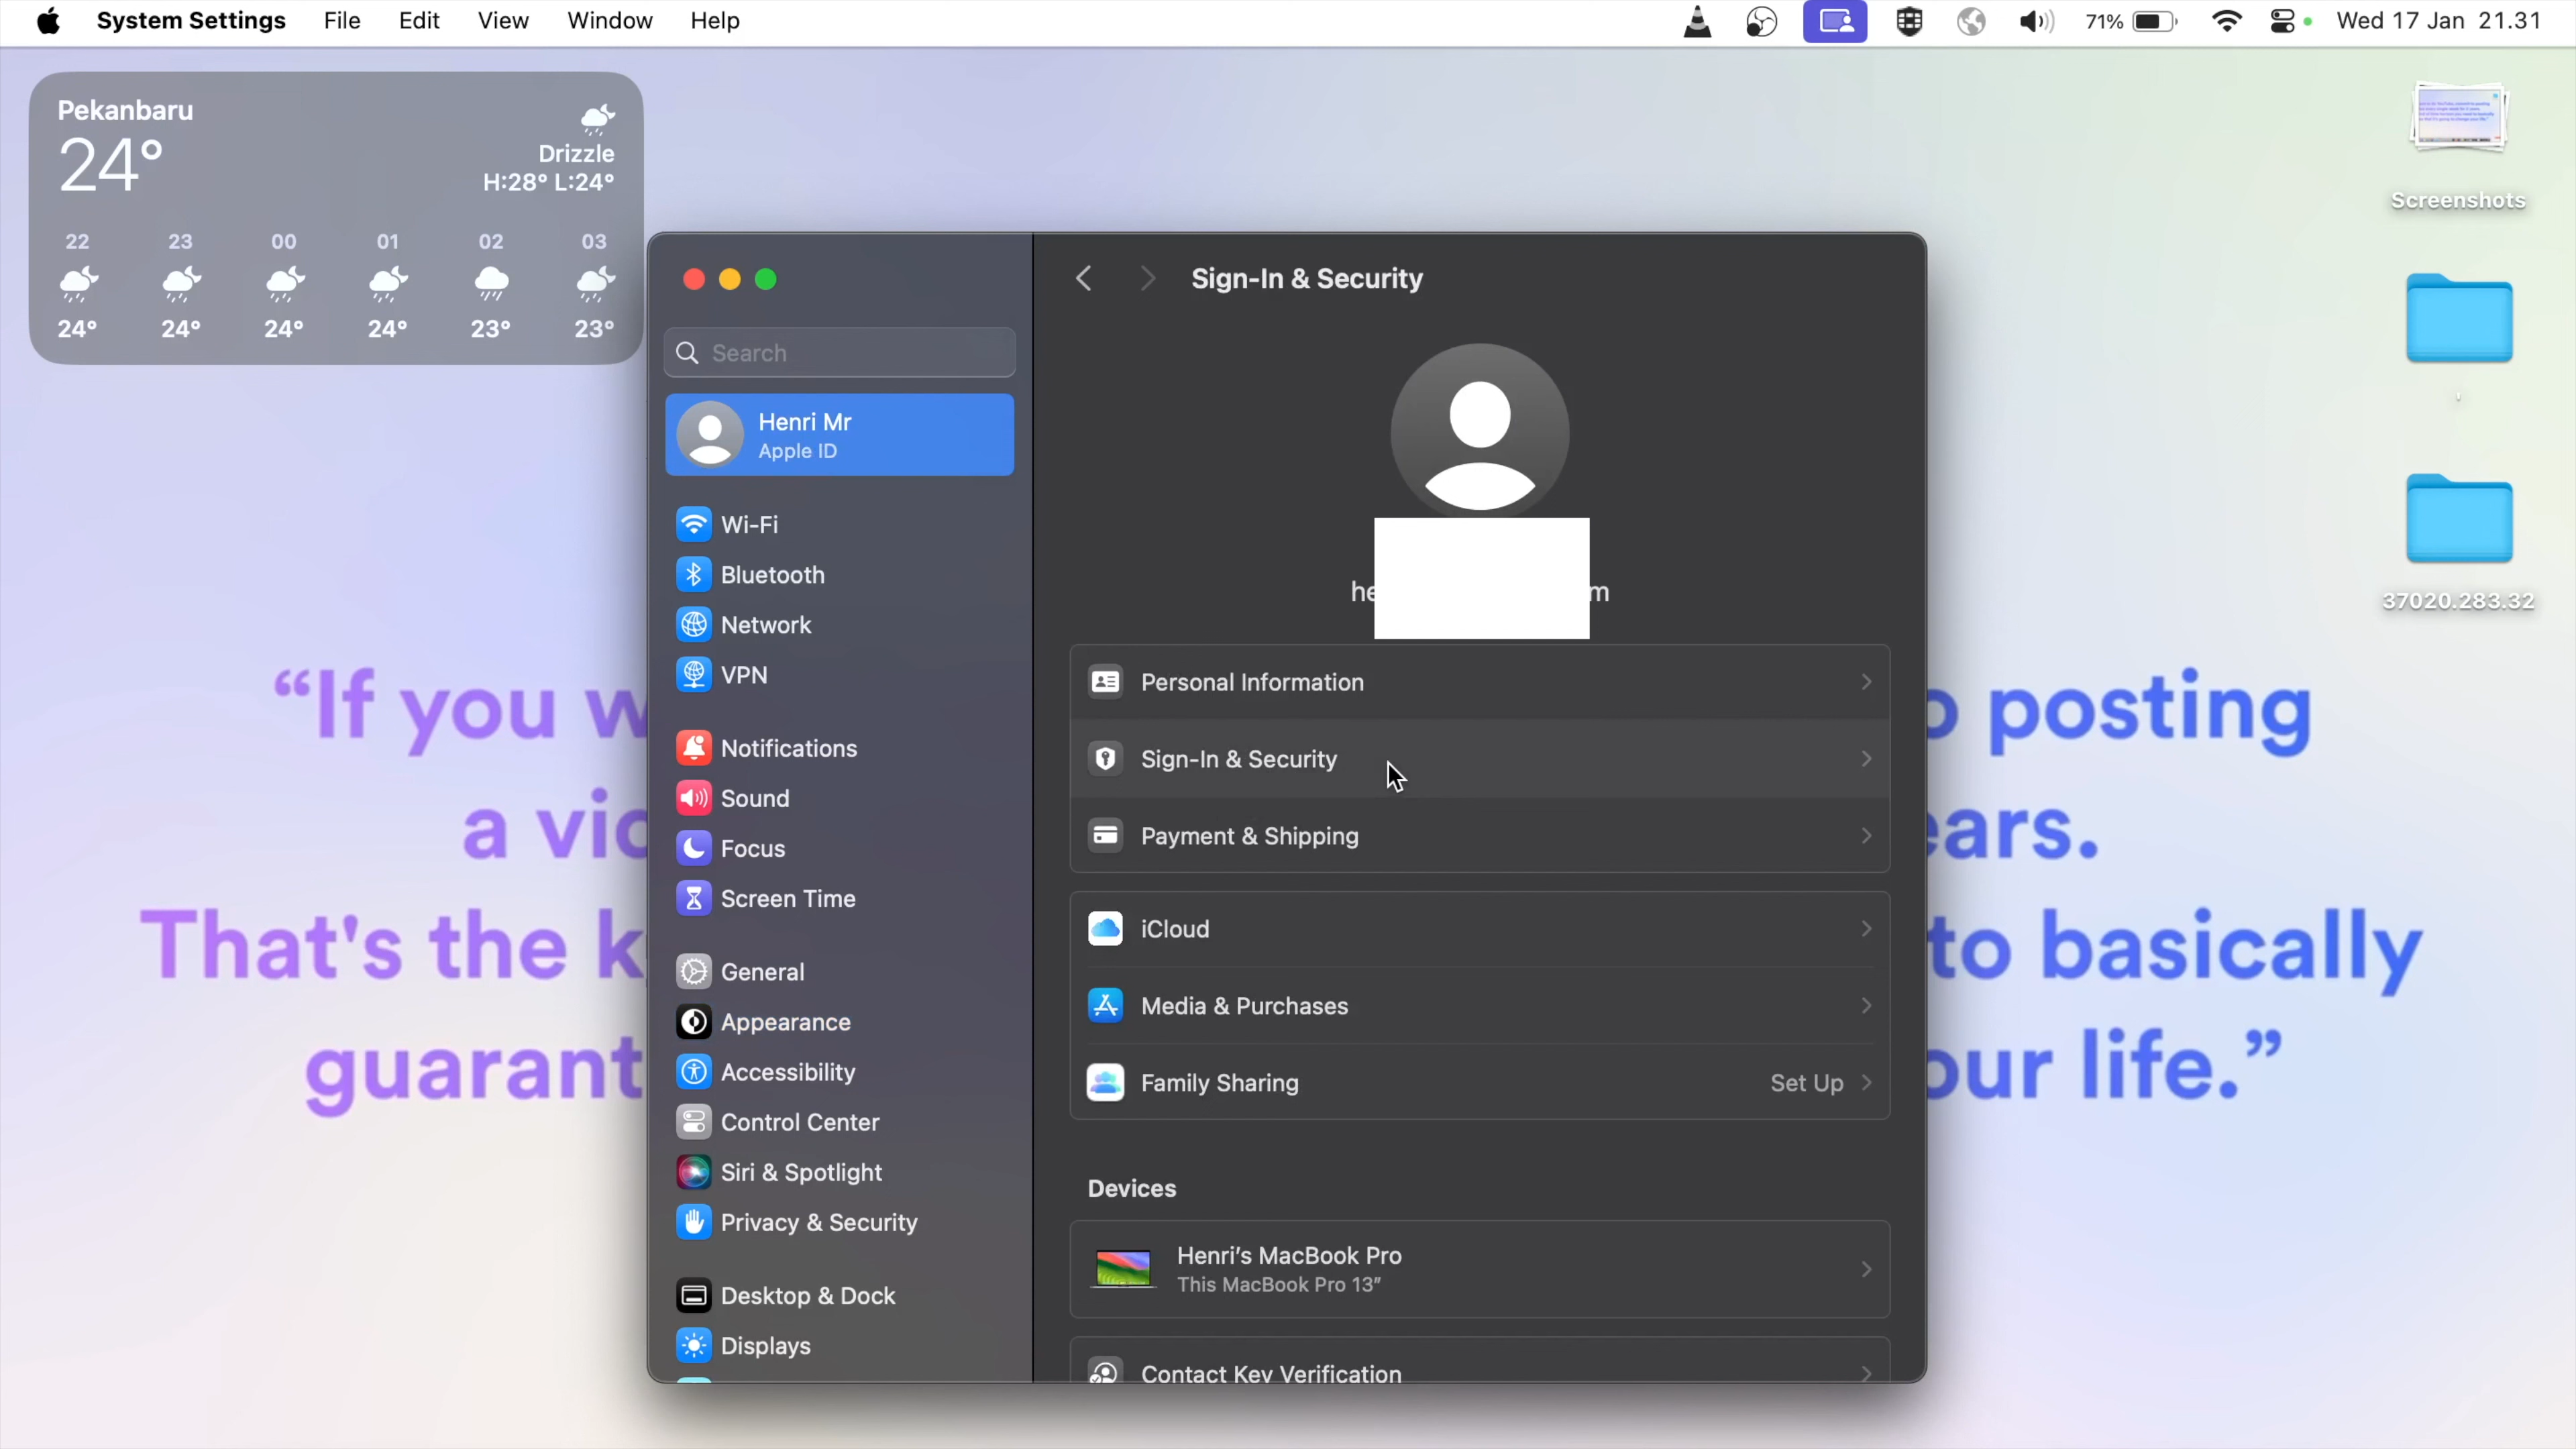 System Settings File Edit View Window Help 71% Wed 17 Jan 21.31
Pekanbaru
24°
Drizzle
H:28° L:24°
22 23 00 01 02 03
24° 24° 24° 24° 23° 23°
Screenshots
37020.283.32
“If you
posting
a
That's the
to basically
life.”
Search
Henri Mr
Apple ID
Wi-Fi
Bluetooth
Network
VPN
Notifications
Sound
Focus
Screen Time
General
Appearance
Accessibility
Control Center
Siri & Spotlight
Privacy & Security
Desktop & Dock
Displays
Sign-In & Security
Personal Information
Sign-In & Security
Payment & Shipping
iCloud
Media & Purchases
Family Sharing Set Up
Devices
Henri's MacBook Pro
This MacBook Pro 13”
Contact Key Verification